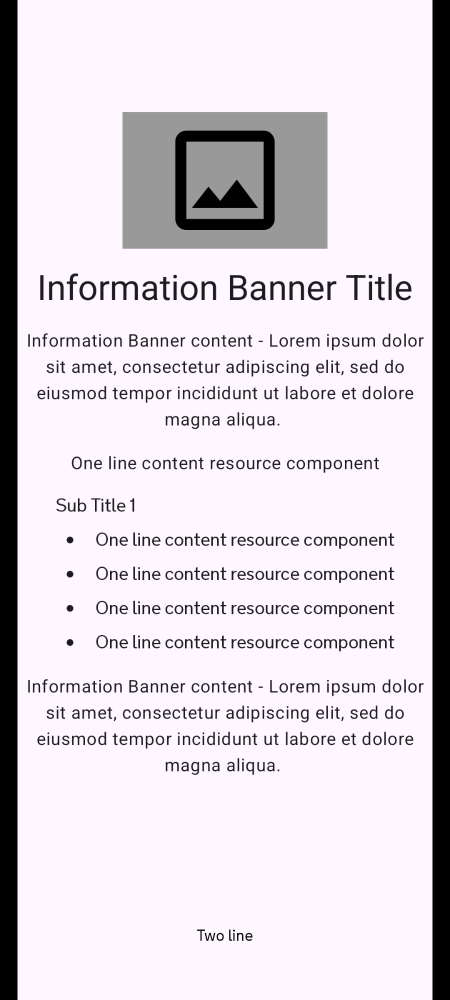 Information Banner Title
Information Banner content - Lorem ipsum dolor
sit amet, consectetur adipiscing elit, sed do
eiusmod tempor incididunt ut labore et dolore
magna aliqua.
One line content resource component
Sub Title 1
• One line content resource component
• One line content resource component
• One line content resource component
• One line content resource component
Information Banner content - Lorem ipsum dolor
sit amet, consectetur adipiscing elit, sed do
eiusmod tempor incididunt ut labore et dolore
magna aliqua.
Two line